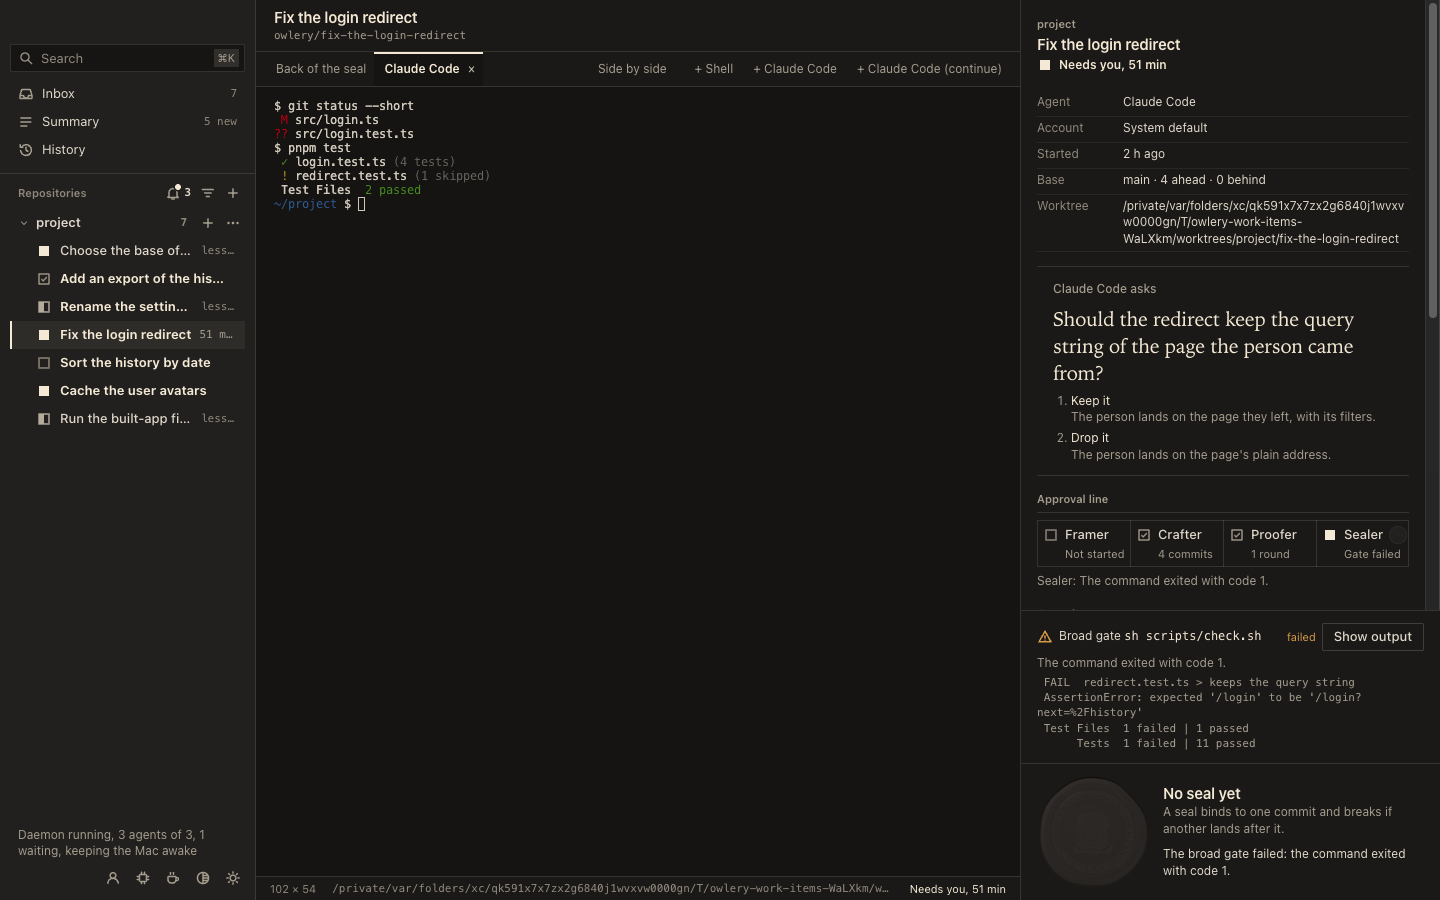 Search ⌘K
Inbox 7
Summary 5 new
History
Repositories 3
project 7
Choose the base of... less...
Add an export of the his...
Rename the settin... less...
Fix the login redirect 51 m...
Sort the history by date
Cache the user avatars
Run the built-app fi... less...
Daemon running, 3 agents of 3, 1
waiting, keeping the Mac awake
Fix the login redirect
owlery/fix-the-login-redirect
Back of the seal Claude Code × Side by side + Shell + Claude Code + Claude Code (continue)
$ git status --short
M src/login.ts
?? src/login.test.ts
$ pnpm test
✓ login.test.ts (4 tests)
! redirect.test.ts (1 skipped)
Test Files 2 passed
~/project $
102 × 54 /private/var/folders/xc/qk591x7x7zx2g6840j1wvxvw0000gn/T/owlery-work-items-WaLXkm/w... Needs you, 51 min
project
Fix the login redirect
Needs you, 51 min
Agent Claude Code
Account System default
Started 2 h ago
Base main · 4 ahead · 0 behind
Worktree /private/var/folders/xc/qk591x7x7zx2g6840j1wvxv
w0000gn/T/owlery-work-items-
WaLXkm/worktrees/project/fix-the-login-redirect
Claude Code asks
Should the redirect keep the query
string of the page the person came
from?
1. Keep it
The person lands on the page they left, with its filters.
2. Drop it
The person lands on the page's plain address.
Approval line
Framer Crafter Proofer Sealer
Not started 4 commits 1 round Gate failed
Sealer: The command exited with code 1.
Broad gate sh scripts/check.sh failed Show output
The command exited with code 1.
FAIL redirect.test.ts > keeps the query string
AssertionError: expected '/login' to be '/login?
next=%2Fhistory'
Test Files 1 failed | 1 passed
Tests 1 failed | 11 passed
No seal yet
A seal binds to one commit and breaks if
another lands after it.
The broad gate failed: the command exited
with code 1.